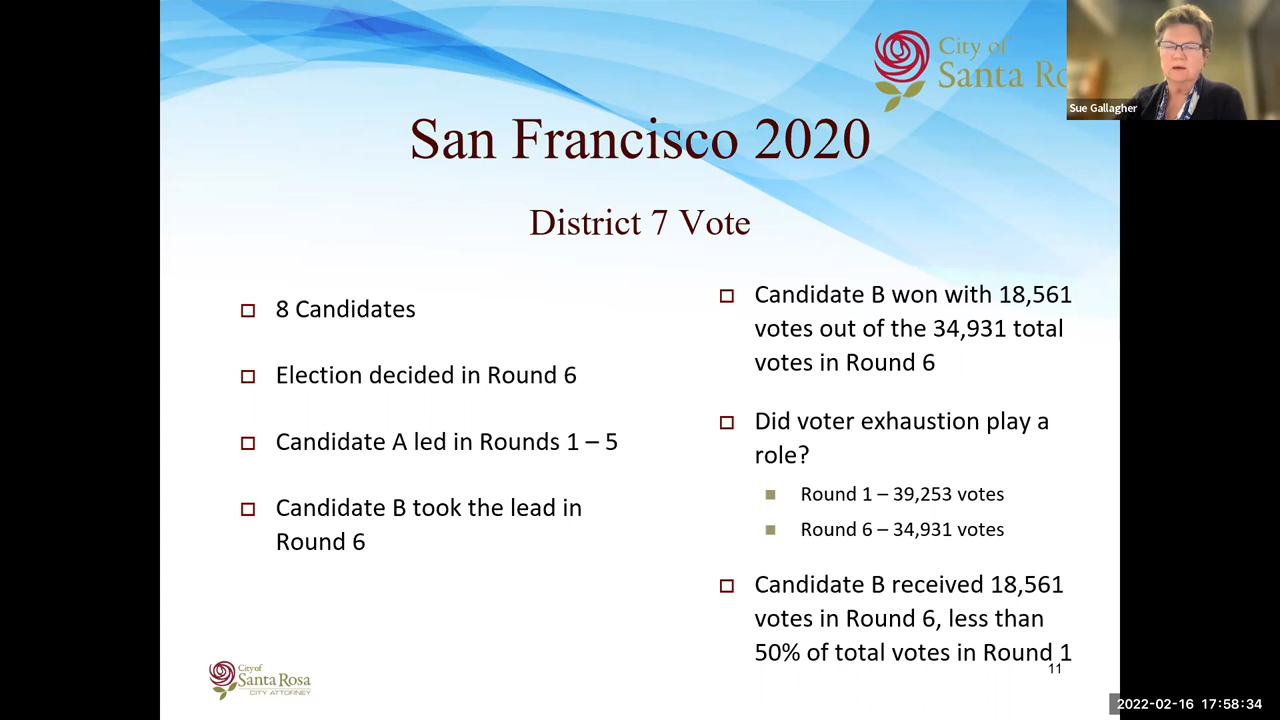 City of
Santa Ro
Sue Gallagher
San Francisco 2020
District 7 Vote
8 Candidates
Election decided in Round 6
Candidate A led in Rounds 1 – 5
Candidate B took the lead in
Round 6
Candidate B won with 18,561
votes out of the 34,931 total
votes in Round 6
Did voter exhaustion play a
role?
Round 1 – 39,253 votes
Round 6 – 34,931 votes
Candidate B received 18,561
votes in Round 6, less than
50% of total votes in Round 1
11
City of
Santa Rosa
CITY ATTORNEY
2022-02-16 17:58:34